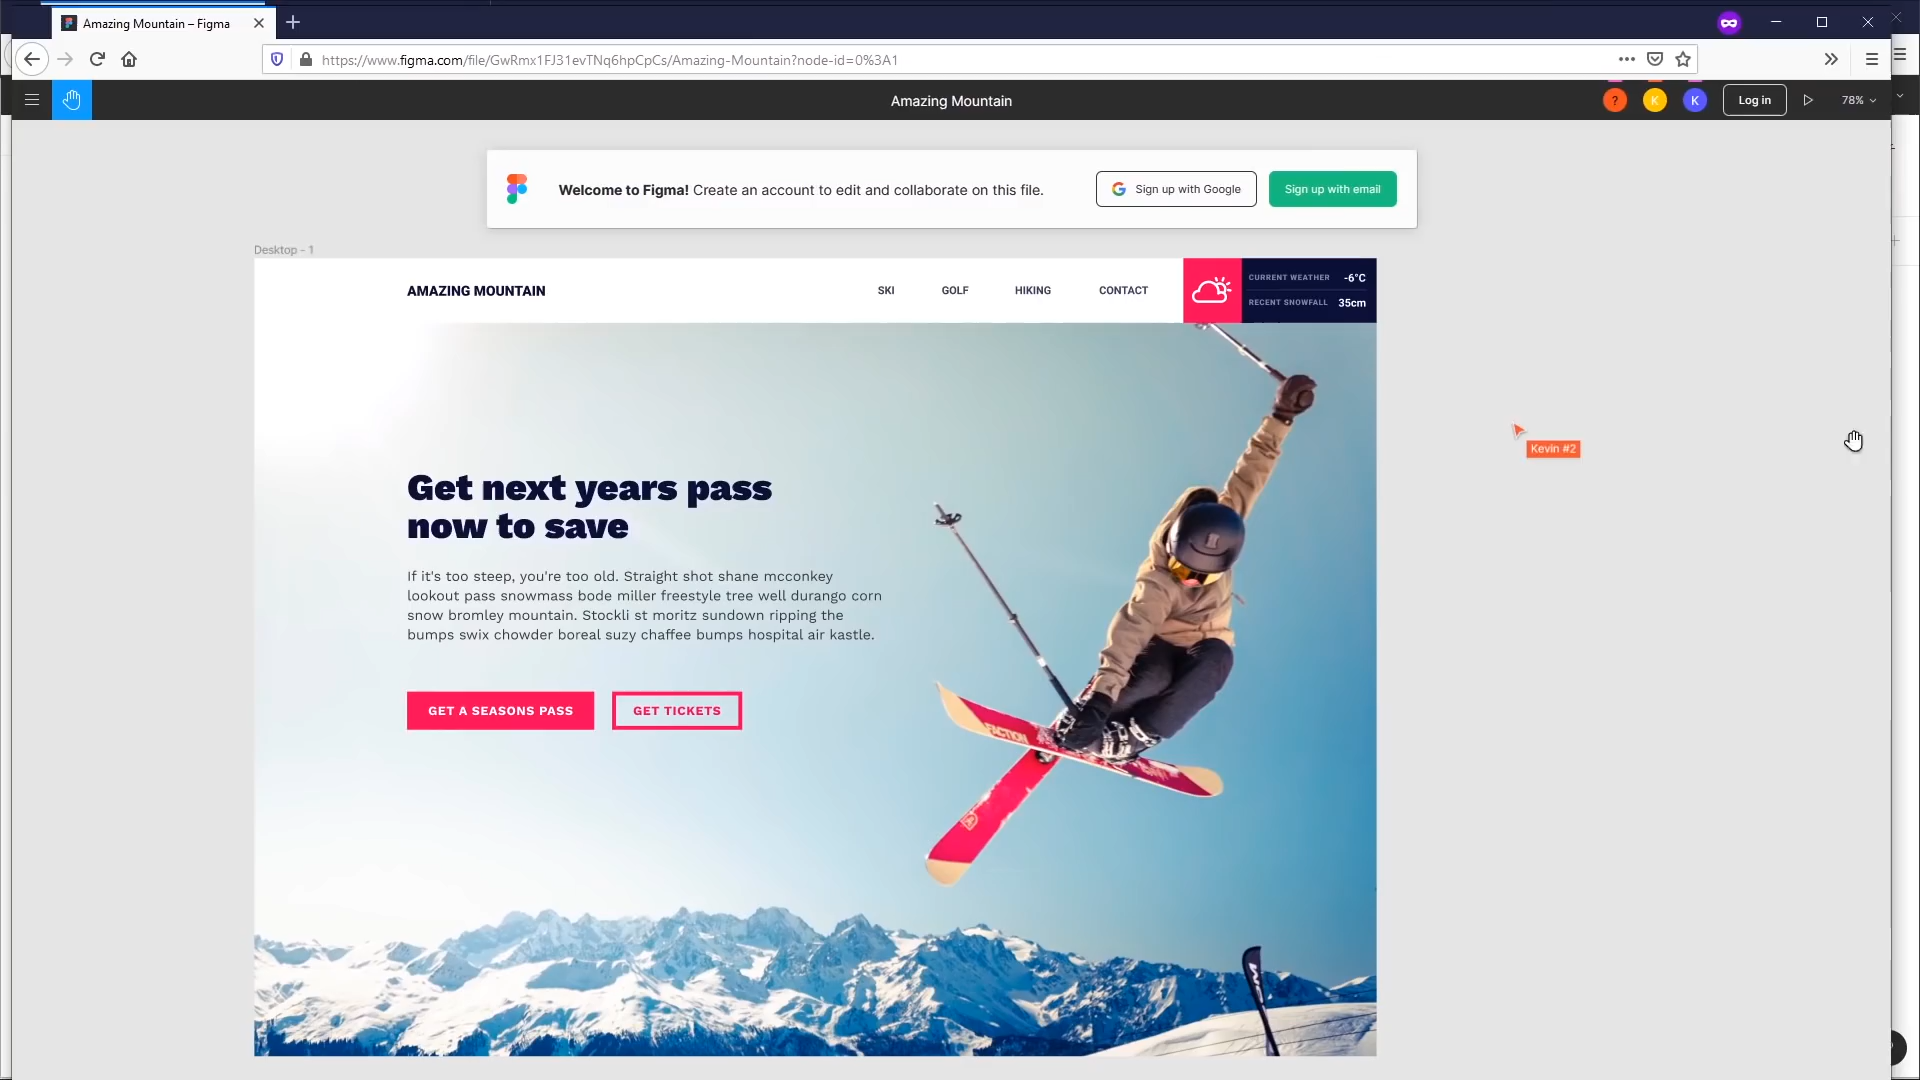 Amazing Mountain – Figma
https://www.figma.com/file/GwRmx1FJ31evTNq6hpCpCs/Amazing-Mountain?node-id=0%3A1
Amazing Mountain
? K K
Log in
78%
Welcome to Figma! Create an account to edit and collaborate on this file.
Sign up with Google
Sign up with email
Desktop - 1
AMAZING MOUNTAIN
SKI
GOLF
HIKING
CONTACT
CURRENT WEATHER -6°C
RECENT SNOWFALL 35cm
Kevin #2
Get next years pass
now to save
If it's too steep, you're too old. Straight shot shane mcconkey
lookout pass snowmass bode miller freestyle tree well durango corn
snow bromley mountain. Stockli st moritz sundown ripping the
bumps swix chowder boreal suzy chaffee bumps hospital air kastle.
GET A SEASONS PASS
GET TICKETS
FACTION